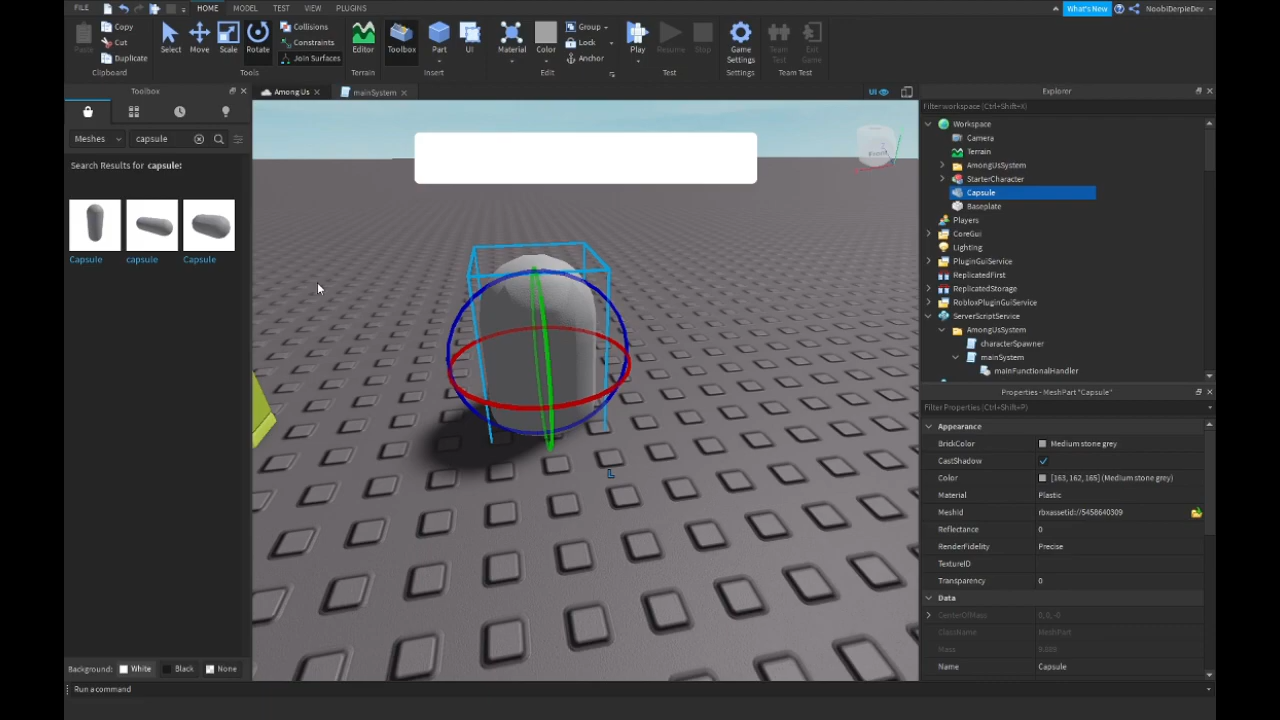 FILE HOME MODEL TEST VIEW PLUGINS What's New NoobiDerpieDev
Copy Collisions Group
Paste Cut Select Move Scale Rotate Constraints Editor Toolbox Part UI Material Color Lock Play Resume Stop Game Settings Team Test Exit Game
Duplicate Join Surfaces Anchor
Clipboard Tools Terrain Insert Edit Test Settings Team Test
Toolbox
Meshes capsule
Search Results for capsule:
Capsule capsule Capsule
Background: White Black None
Run a command
Among Us mainSystem UI
L
Explorer
Filter workspace (Ctrl+Shift+X)
Workspace
Camera
Terrain
AmongUsSystem
StarterCharacter
Capsule
Baseplate
Players
CoreGui
Lighting
PluginGuiService
ReplicatedFirst
ReplicatedStorage
RobloxPluginGuiService
ServerScriptService
AmongUsSystem
characterSpawner
mainSystem
mainFunctionalHandler
Properties - MeshPart "Capsule"
Filter Properties (Ctrl+Shift+P)
Appearance
BrickColor Medium stone grey
CastShadow
Color [163, 162, 165] (Medium stone grey)
Material Plastic
MeshId rbxassetid://5458640309
Reflectance 0
RenderFidelity Precise
TextureID
Transparency 0
Data
CenterOfMass 0, 0, -0
ClassName MeshPart
Mass
Name Capsule